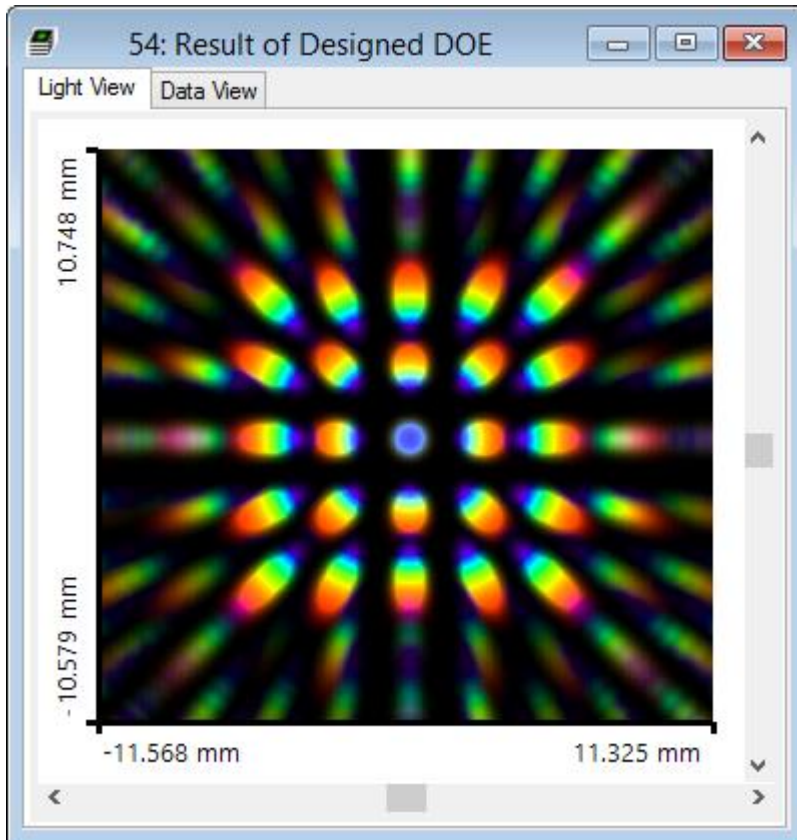 54: Result of Designed DOE
Light View
Data View
10.748 mm
-10.579 mm
-11.568 mm
11.325 mm